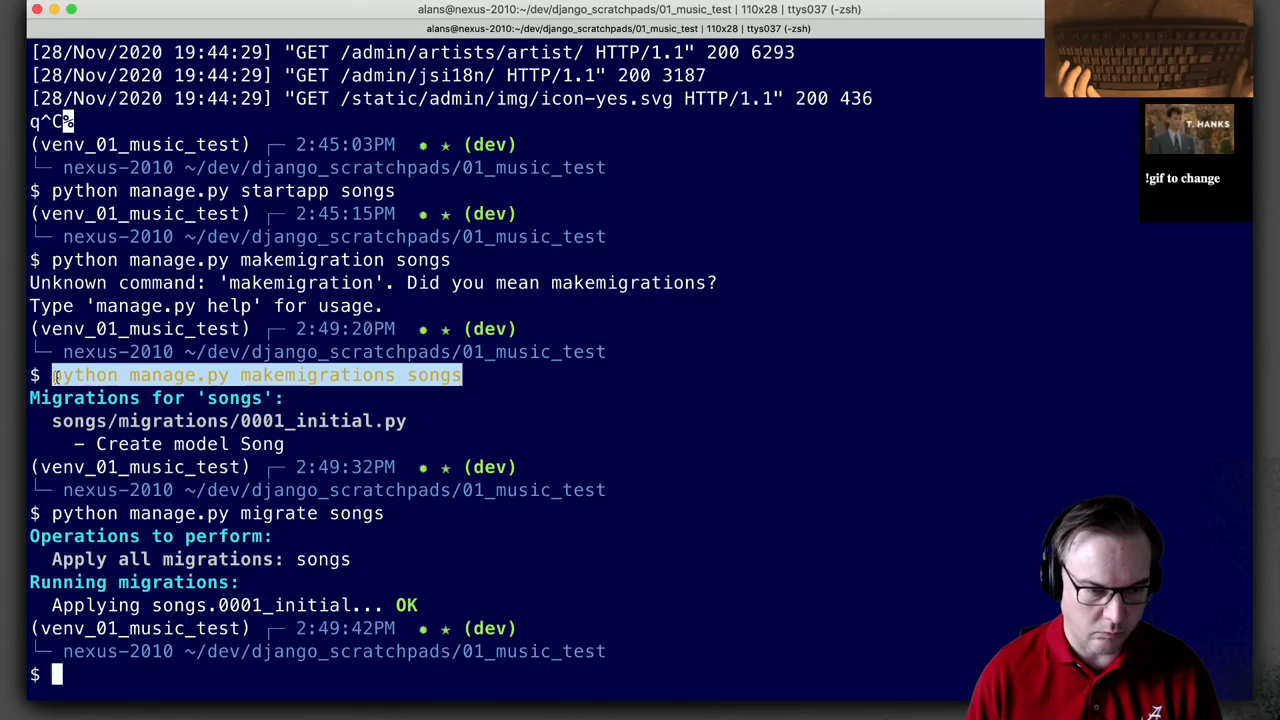 alans@nexus-2010:~/dev/django_scratchpads/01_music_test | 110x28 | ttys037 (-zsh)
alans@nexus-2010:~/dev/django_scratchpads/01_music_test | 110x28 | ttys037 (-zsh)
[28/Nov/2020 19:44:29] "GET /admin/artists/artist/ HTTP/1.1" 200 6293
[28/Nov/2020 19:44:29] "GET /admin/jsi18n/ HTTP/1.1" 200 3187
[28/Nov/2020 19:44:29] "GET /static/admin/img/icon-yes.svg HTTP/1.1" 200 436
q^C%
(venv_01_music_test) ┌─ 2:45:03PM ✹ ★ (dev)
└─ nexus-2010 ~/dev/django_scratchpads/01_music_test
$ python manage.py startapp songs
(venv_01_music_test) ┌─ 2:45:15PM ✹ ★ (dev)
└─ nexus-2010 ~/dev/django_scratchpads/01_music_test
$ python manage.py makemigration songs
Unknown command: 'makemigration'. Did you mean makemigrations?
Type 'manage.py help' for usage.
(venv_01_music_test) ┌─ 2:49:20PM ✹ ★ (dev)
└─ nexus-2010 ~/dev/django_scratchpads/01_music_test
$ python manage.py makemigrations songs
Migrations for 'songs':
songs/migrations/0001_initial.py
- Create model Song
(venv_01_music_test) ┌─ 2:49:32PM ✹ ★ (dev)
└─ nexus-2010 ~/dev/django_scratchpads/01_music_test
$ python manage.py migrate songs
Operations to perform:
Apply all migrations: songs
Running migrations:
Applying songs.0001_initial... OK
(venv_01_music_test) ┌─ 2:49:42PM ✹ ★ (dev)
└─ nexus-2010 ~/dev/django_scratchpads/01_music_test
$
T. HANKS
!gif to change
A